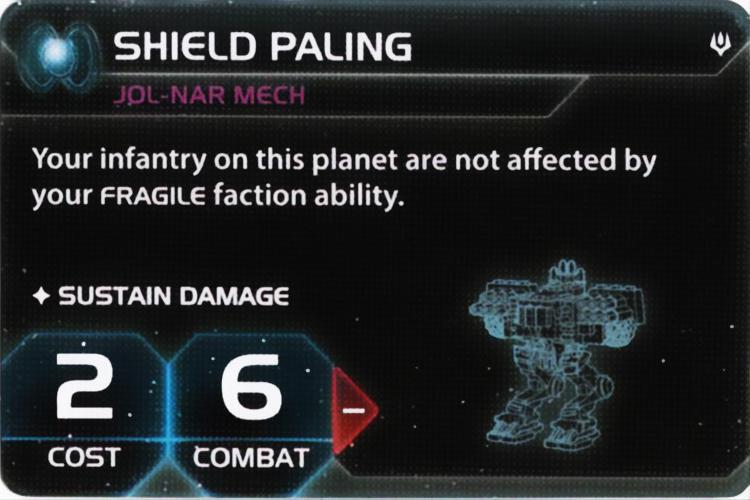 SHIELD PALING
JOL-NAR MECH
Your infantry on this planet are not affected by
your FRAGILE faction ability.
✦ SUSTAIN DAMAGE
2 6 –
COST COMBAT